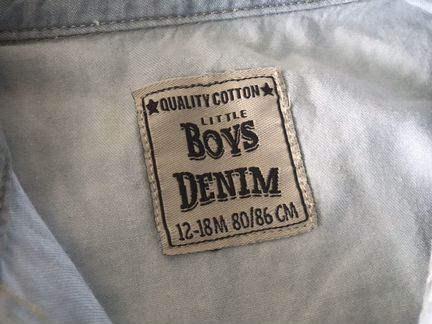 ★QUALITY COTTON★
LITTLE
BOYS
DENIM
12-18M 80/86 CM